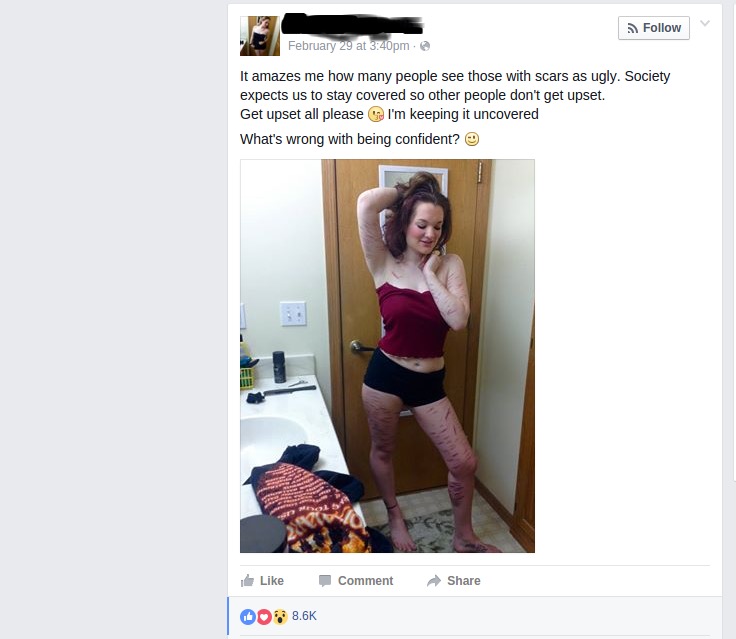 Follow
February 29 at 3:40pm ·
It amazes me how many people see those with scars as ugly. Society
expects us to stay covered so other people don't get upset.
Get upset all please 😘 I'm keeping it uncovered
What's wrong with being confident? 😉
Like Comment Share
8.6K